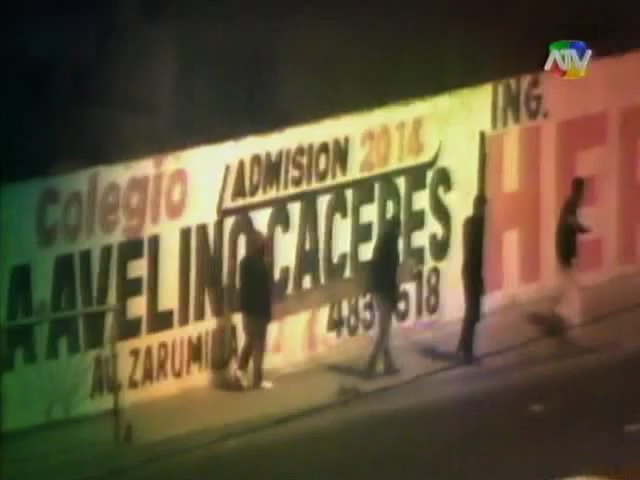 ATV
ING.
Colegio
ADMISION 2014
HE
A. AVELINO CACERES
AV. ZARUMILLA